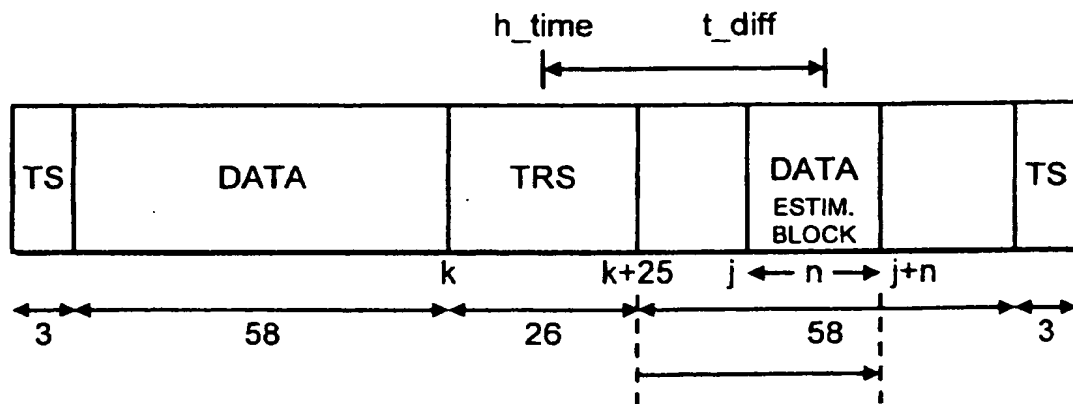 h_time t_diff
TS DATA TRS DATA TS
ESTIM.
BLOCK
k k+25 j n j+n
3 58 26 58 3